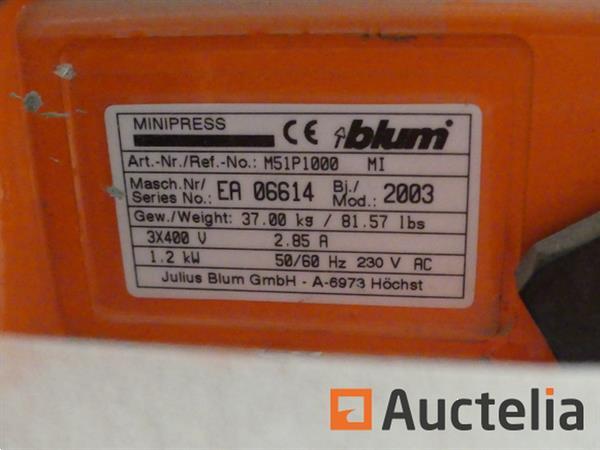 MINIPRESS CE blum
Art.-Nr./Ref.-No.: M51P1000 MI
Masch.Nr/ Series No.: EA 06614 Bj./ Mod.: 2003
Gew./Weight: 37.00 kg / 81.57 lbs
3X400 V 2.85 A
1.2 kW 50/60 Hz 230 V AC
Julius Blum GmbH - A-6973 Höchst
Auctelia